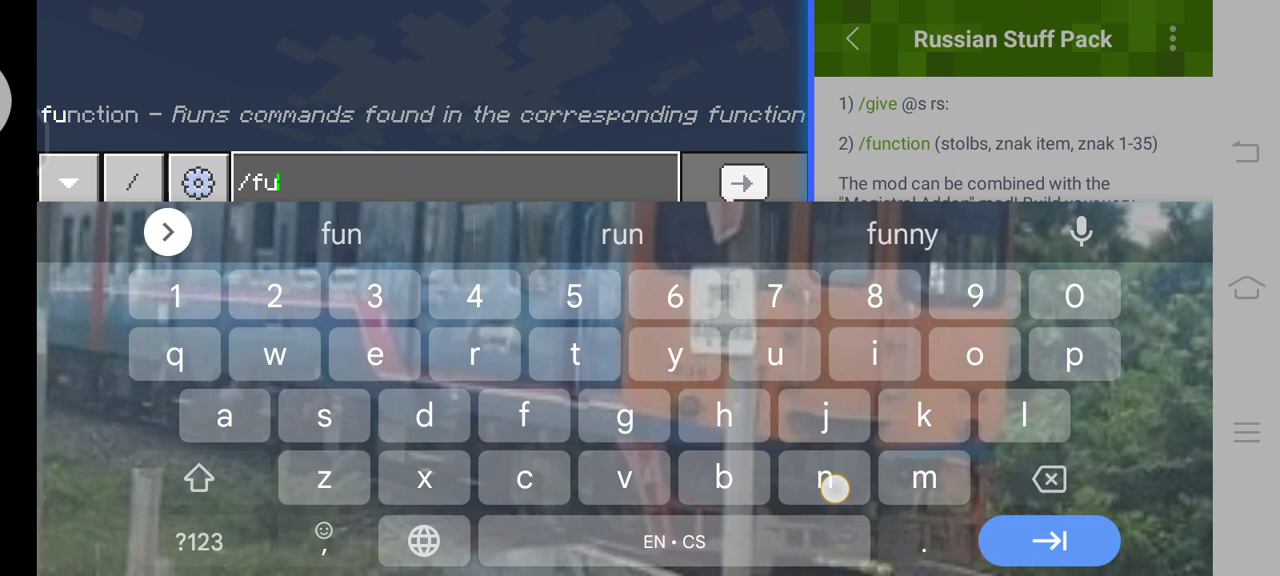 Russian Stuff Pack
1) /give @s rs:
2) /function (stolbs, znak item, znak 1-35)
The mod can be combined with the
function – Runs commands found in the corresponding function
/
/fu
fun run funny
1 2 3 4 5 6 7 8 9 0
q w e r t y u i o p
a s d f g h j k l
z x c v b n m
?123 , EN • CS .